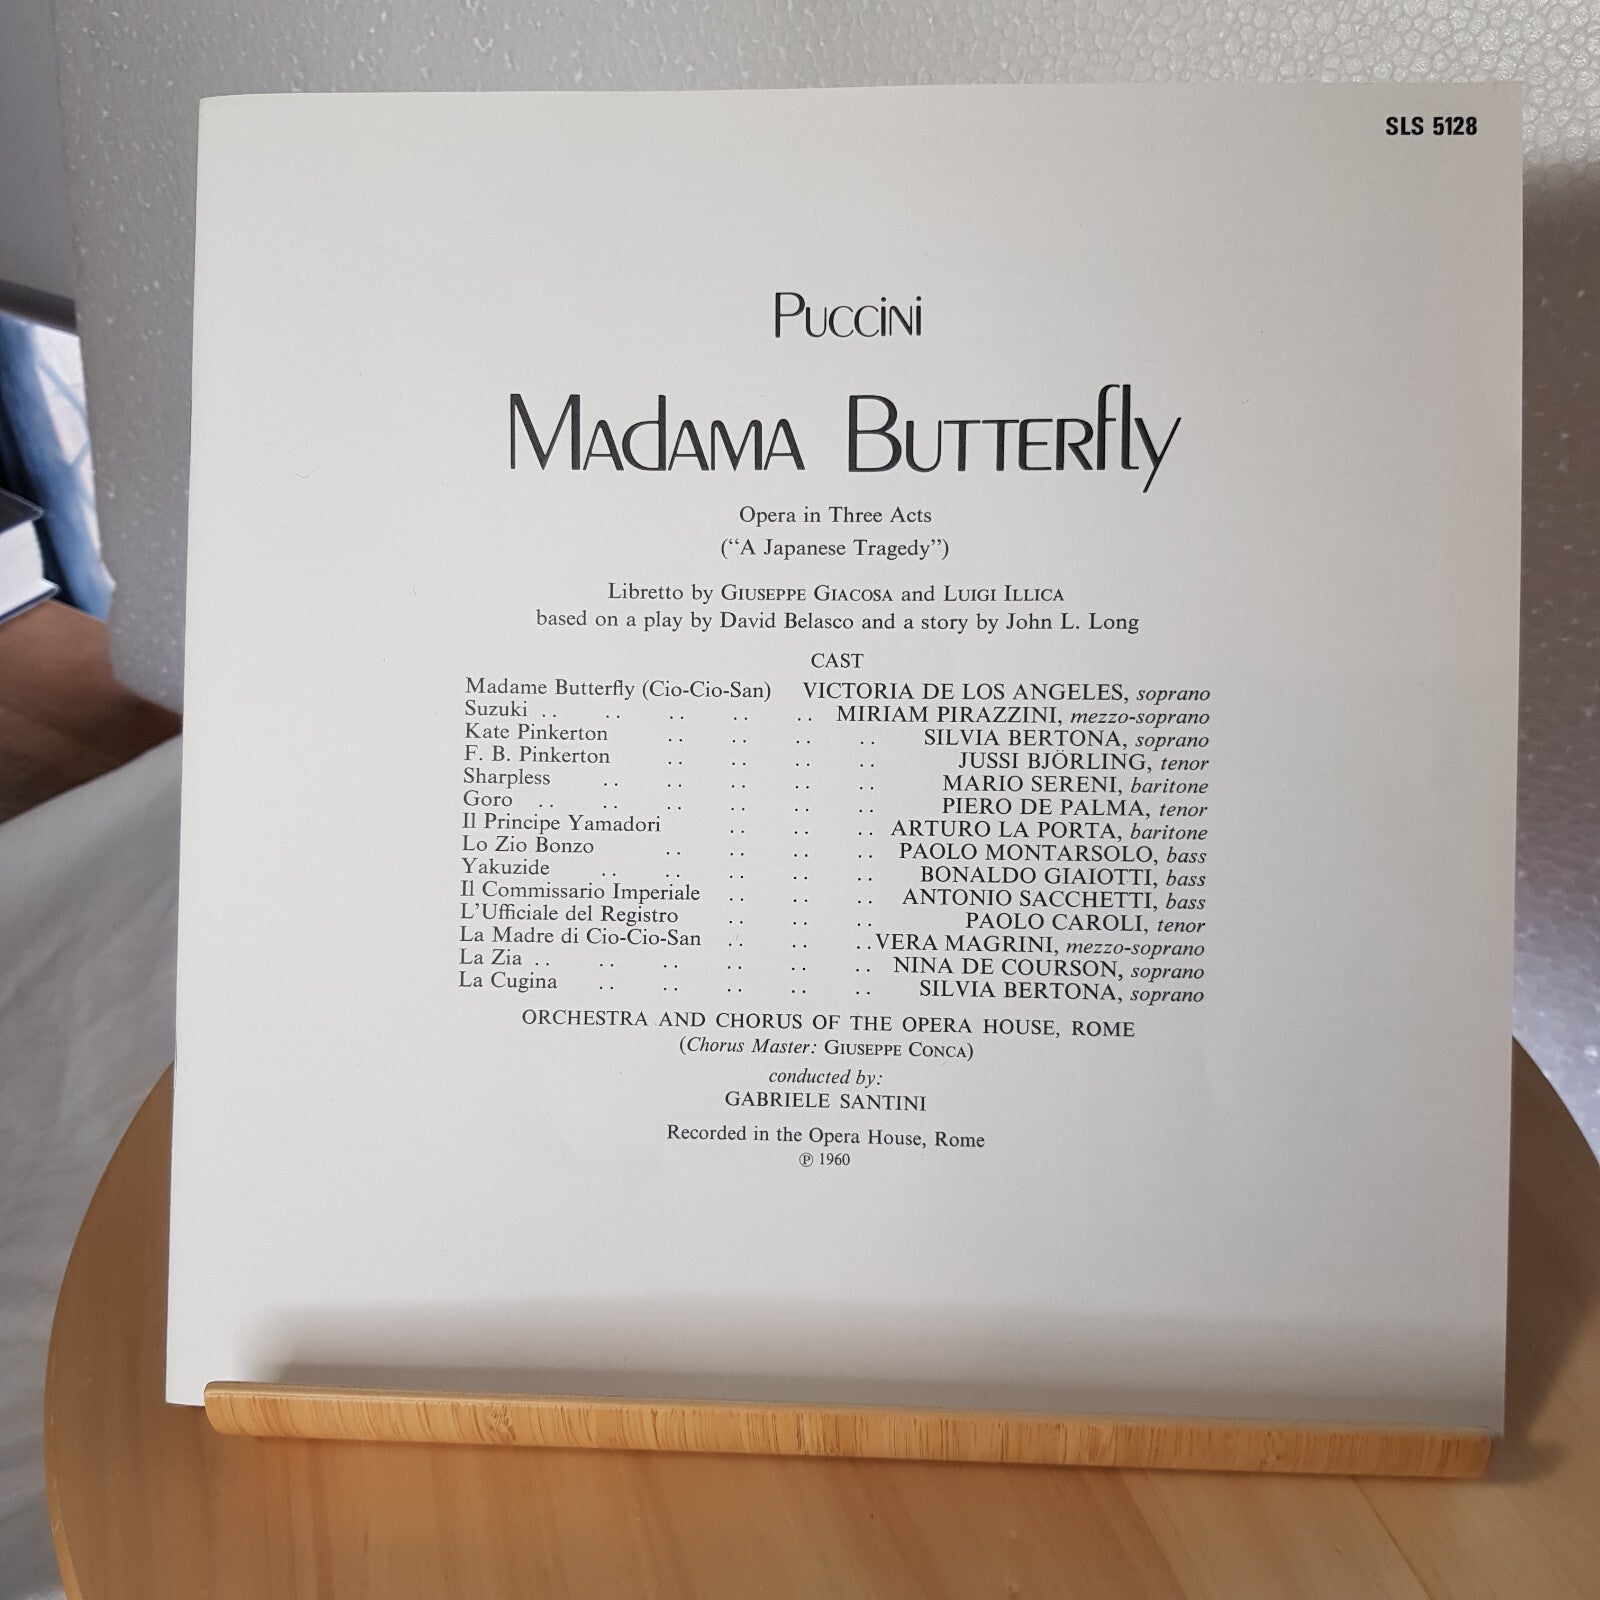 SLS 5128
Puccini
Madama Butterfly
Opera in Three Acts
(“A Japanese Tragedy”)
Libretto by GIUSEPPE GIACOSA and LUIGI ILLICA
based on a play by David Belasco and a story by John L. Long
CAST
Madame Butterfly (Cio-Cio-San) VICTORIA DE LOS ANGELES, soprano
Suzuki .. .. .. .. .. MIRIAM PIRAZZINI, mezzo-soprano
Kate Pinkerton .. .. .. .. SILVIA BERTONA, soprano
F. B. Pinkerton .. .. .. .. JUSSI BJÖRLING, tenor
Sharpless .. .. .. .. .. MARIO SERENI, baritone
Goro .. .. .. .. .. .. PIERO DE PALMA, tenor
Il Principe Yamadori .. .. .. ARTURO LA PORTA, baritone
Lo Zio Bonzo .. .. .. .. PAOLO MONTARSOLO, bass
Yakuzide .. .. .. .. .. BONALDO GIAIOTTI, bass
Il Commissario Imperiale .. .. .. ANTONIO SACCHETTI, bass
L'Ufficiale del Registro .. .. .. PAOLO CAROLI, tenor
La Madre di Cio-Cio-San .. .. .. VERA MAGRINI, mezzo-soprano
La Zia .. .. .. .. .. .. NINA DE COURSON, soprano
La Cugina .. .. .. .. .. SILVIA BERTONA, soprano
ORCHESTRA AND CHORUS OF THE OPERA HOUSE, ROME
(Chorus Master: GIUSEPPE CONCA)
conducted by:
GABRIELE SANTINI
Recorded in the Opera House, Rome
℗ 1960